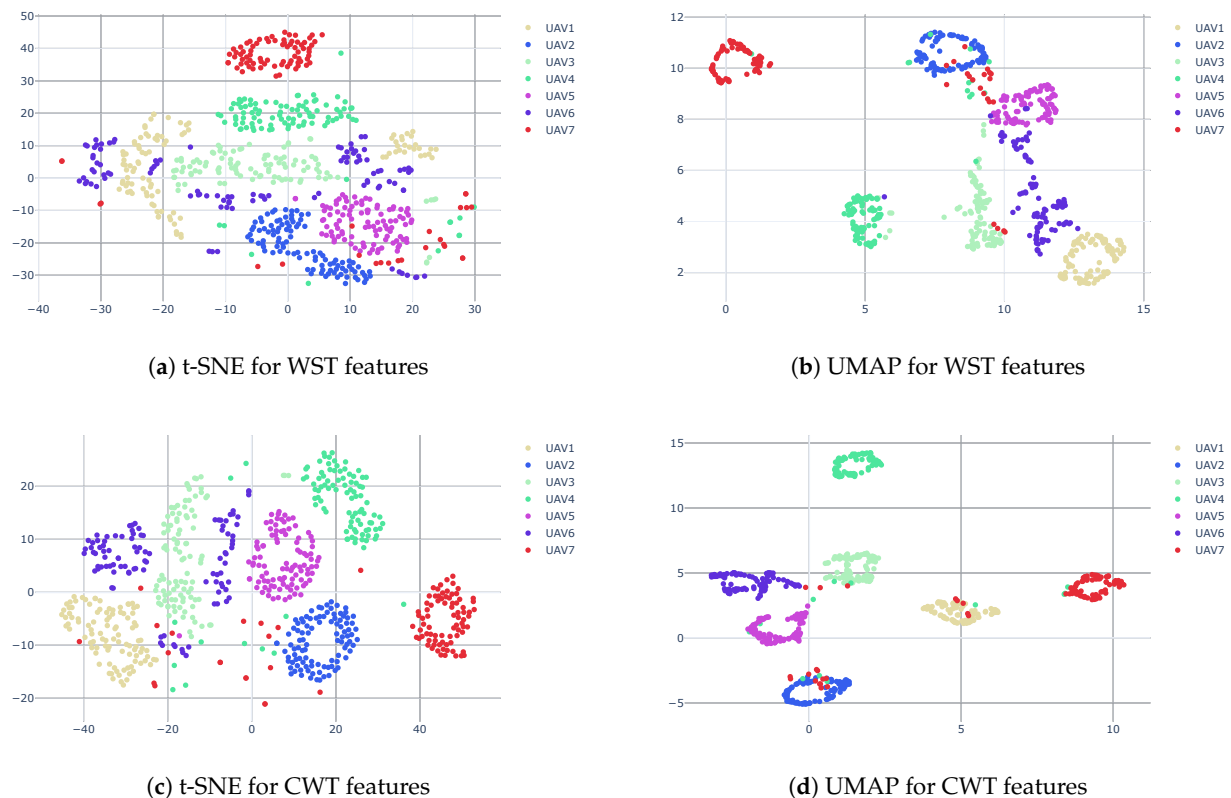 50
40
30
20
10
0
−10
−20
−30
−40
−30
−20
−10
0
10
20
30
UAV1
UAV2
UAV3
UAV4
UAV5
UAV6
UAV7
(a) t-SNE for WST features
12
10
8
6
4
2
0
5
10
15
UAV1
UAV2
UAV3
UAV4
UAV5
UAV6
UAV7
(b) UMAP for WST features
20
10
0
−10
−20
−40
−20
0
20
40
UAV1
UAV2
UAV3
UAV4
UAV5
UAV6
UAV7
(c) t-SNE for CWT features
15
10
5
0
−5
0
5
10
UAV1
UAV2
UAV3
UAV4
UAV5
UAV6
UAV7
(d) UMAP for CWT features